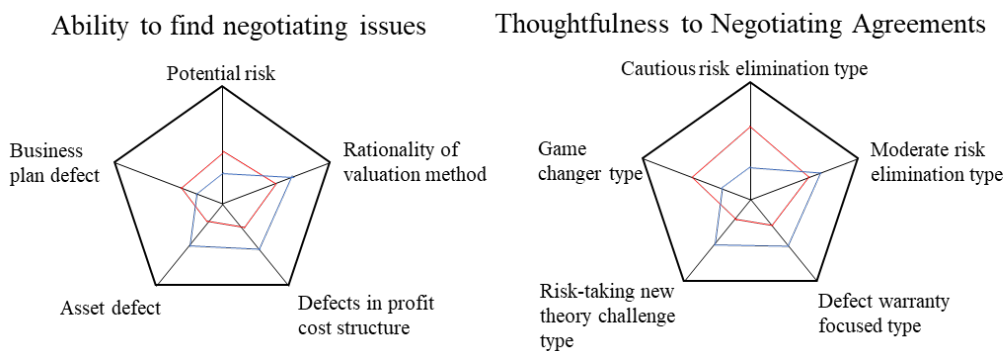 Ability to find negotiating issues
Potential risk
Business
plan defect
Rationality of
valuation method
Asset defect
Defects in profit
cost structure
Thoughtfulness to Negotiating Agreements
Cautious risk elimination type
Game
changer type
Moderate risk
elimination type
Risk-taking new
theory challenge
type
Defect warranty
focused type